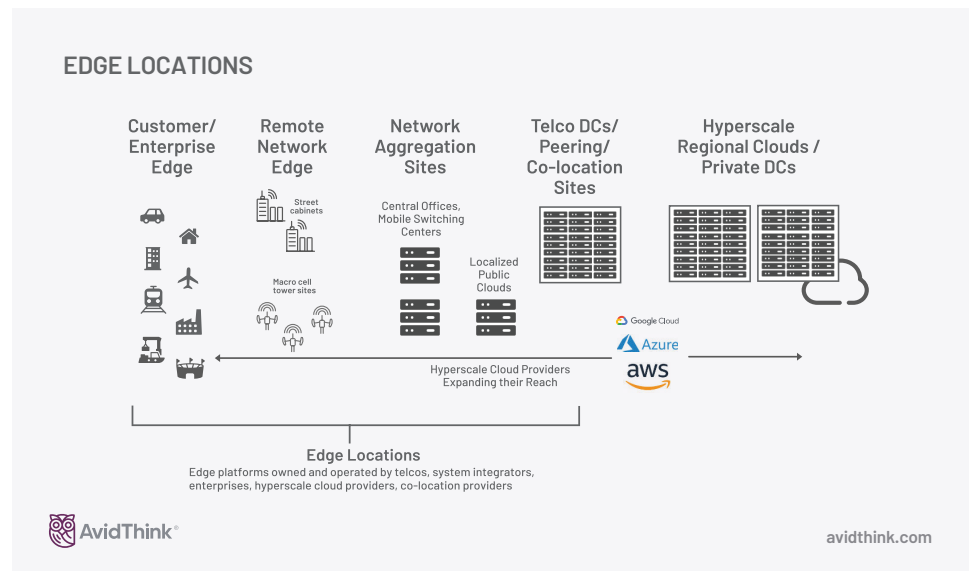 EDGE LOCATIONS
Customer/
Enterprise
Edge
Remote
Network
Edge
Network
Aggregation
Sites
Telco DCs/
Peering/
Co-location
Sites
Hyperscale
Regional Clouds /
Private DCs
Street
cabinets
Central Offices,
Mobile Switching
Centers
Localized
Public
Clouds
Macro cell
tower sites
Google Cloud
Azure
aws
Hyperscale Cloud Providers
Expanding their Reach
Edge Locations
Edge platforms owned and operated by telcos, system integrators,
enterprises, hyperscale cloud providers, co-location providers
AvidThink®
avidthink.com